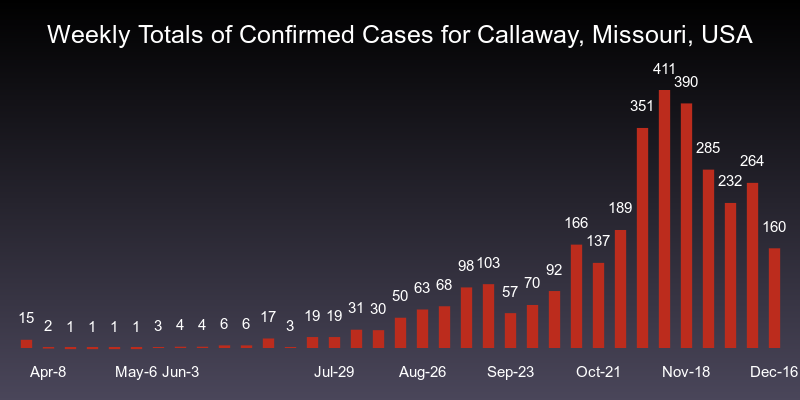 Weekly Totals of Confirmed Cases for Callaway, Missouri, USA
15 2 1 1 1 1 3 4 4 6 6 17 3 19 19 31 30 50 63 68 98 103 57 70 92 166 137 189 351 411 390 285 232 264 160
Apr-8 May-6 Jun-3 Jul-29 Aug-26 Sep-23 Oct-21 Nov-18 Dec-16